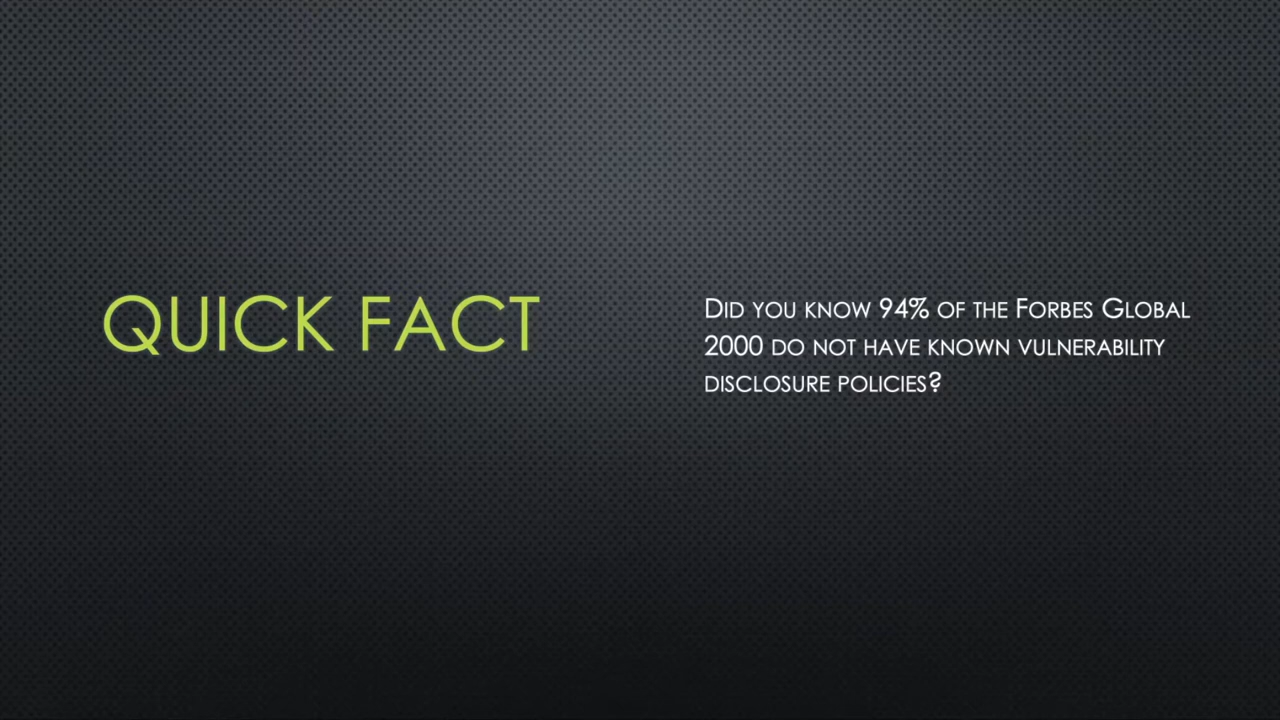 QUICK FACT
Did you know 94% of the Forbes Global
2000 do not have known vulnerability
disclosure policies?